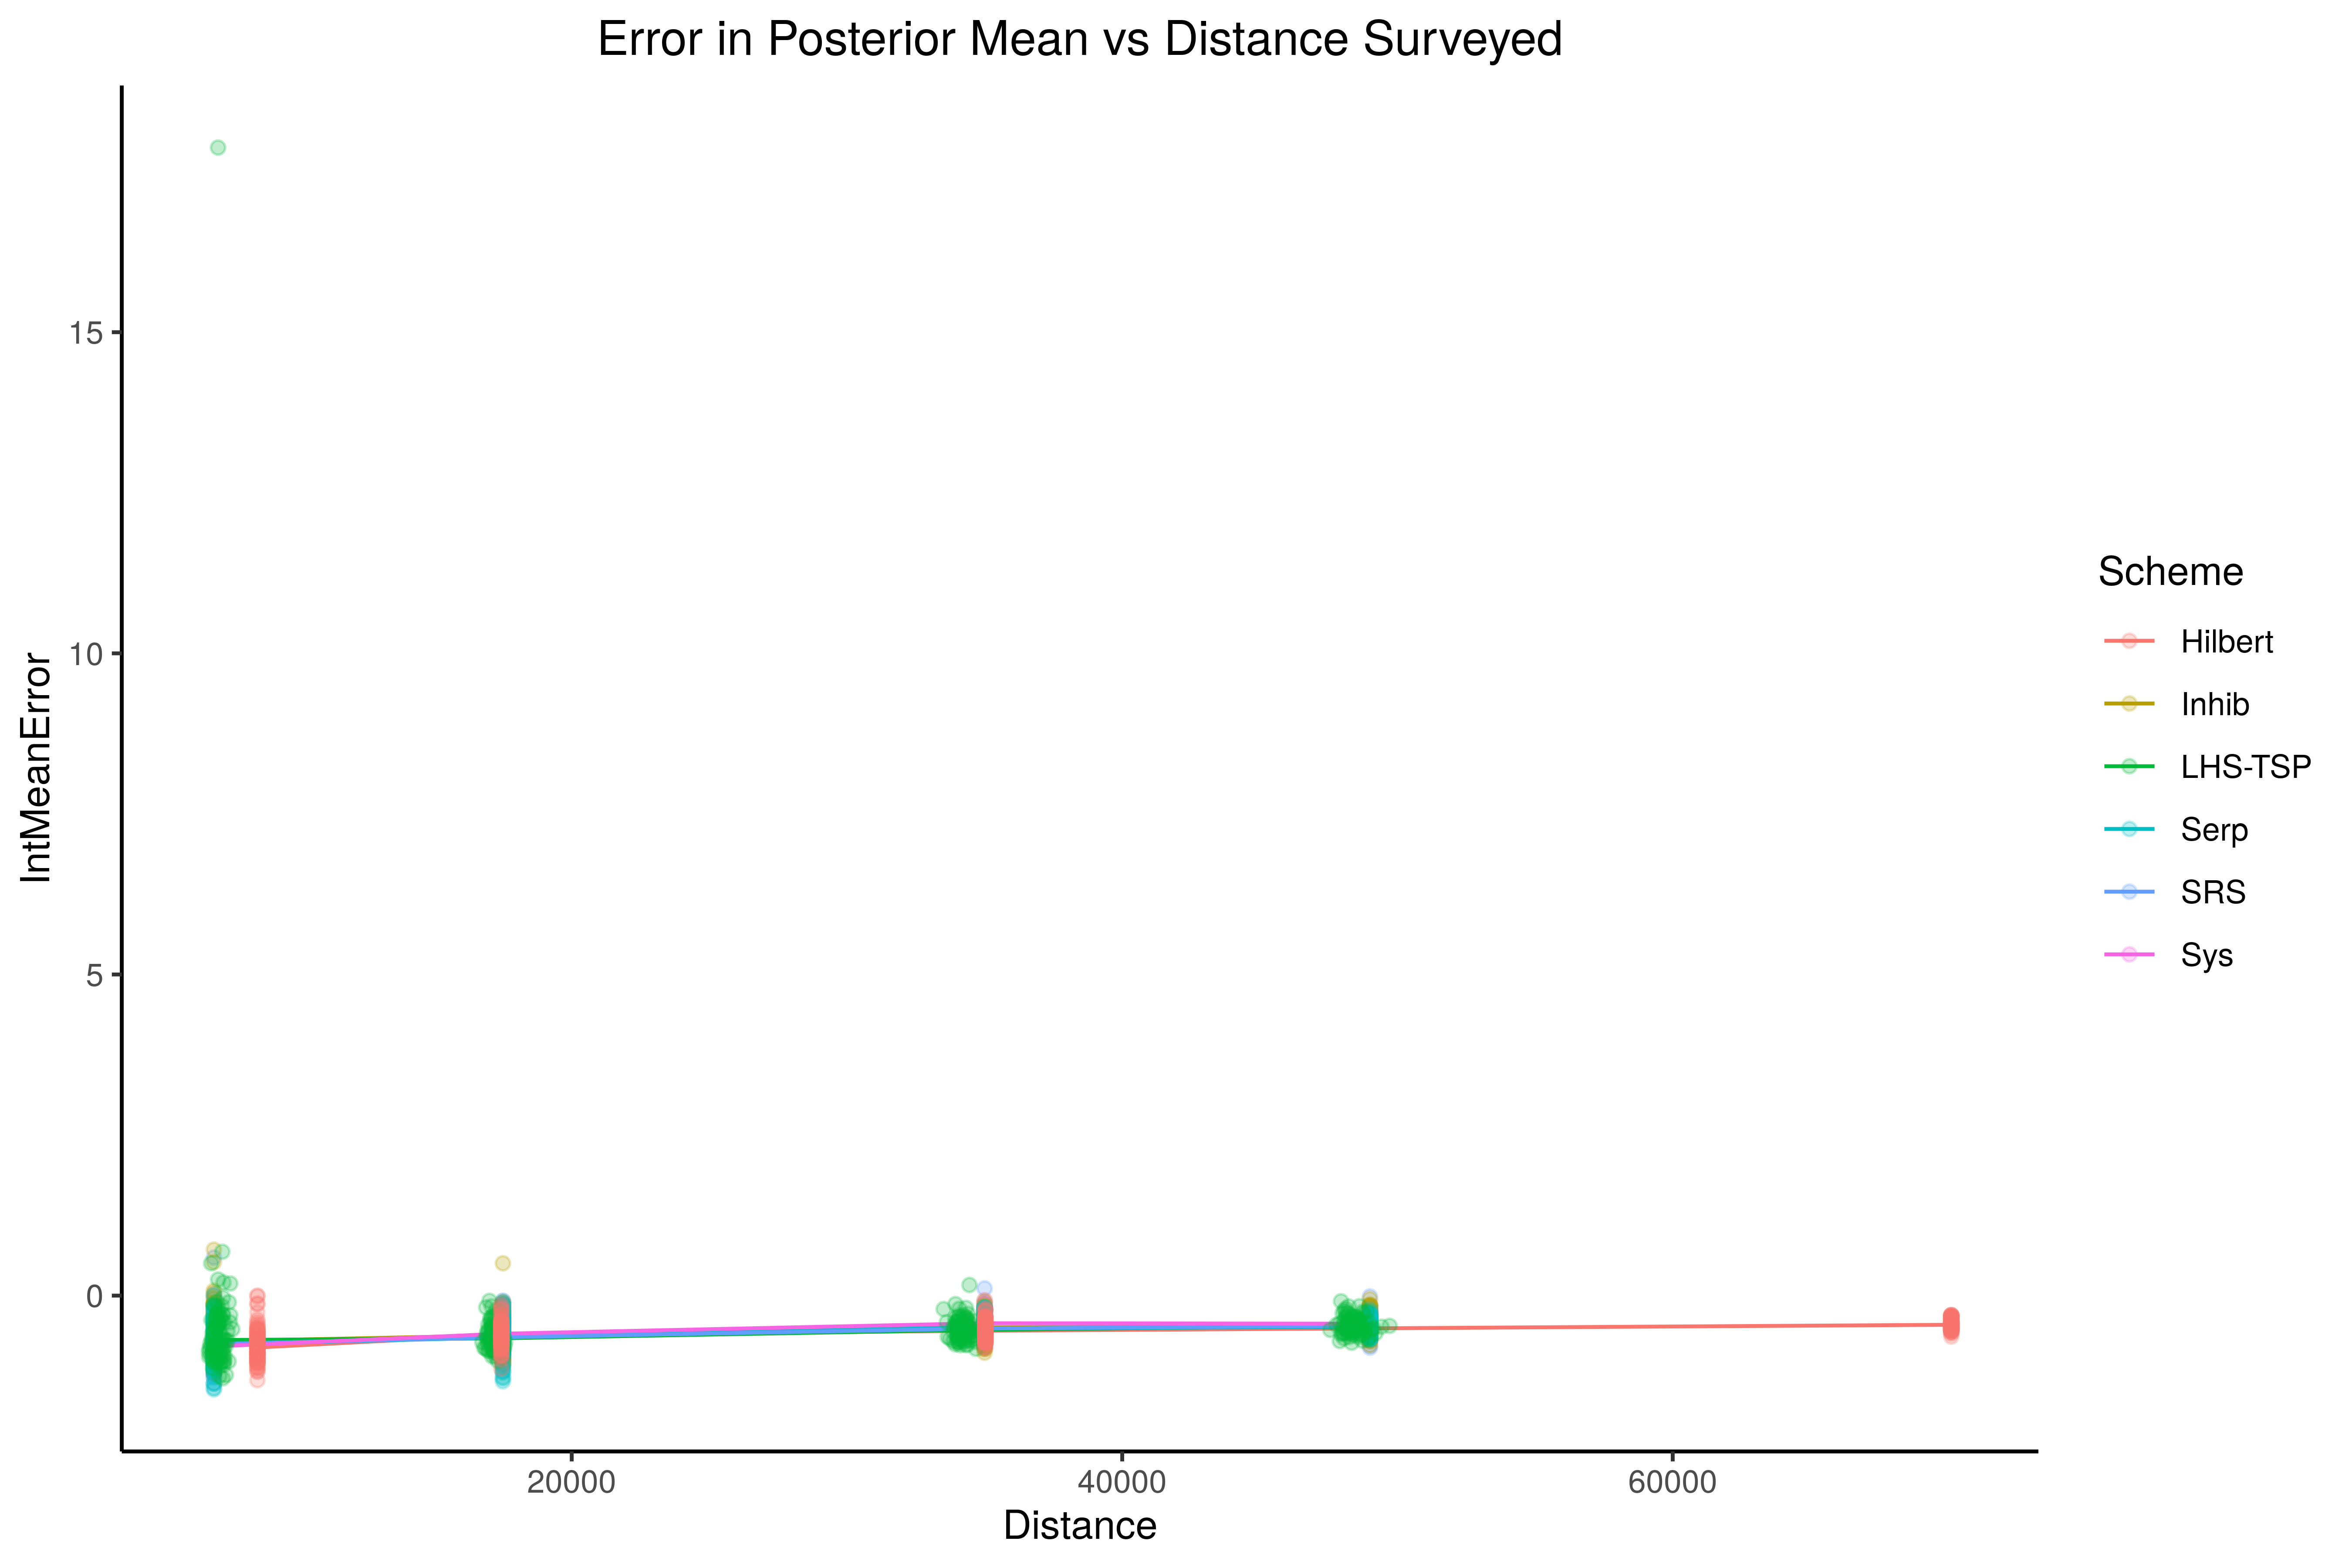 Error in Posterior Mean vs Distance Surveyed
IntMeanError
15
10
5
0
20000
40000
60000
Distance
Scheme
Hilbert
Inhib
LHS-TSP
Serp
SRS
Sys